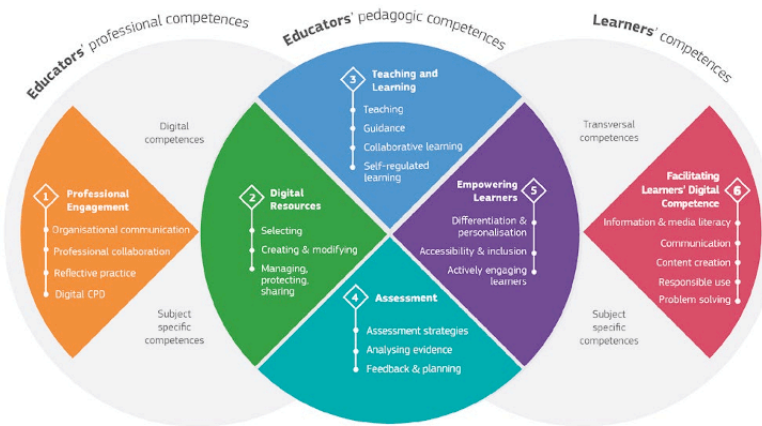 Educators' professional competences
Educators' pedagogic competences
Learners' competences
Digital
competences
Subject
specific
competences
1
Professional
Engagement
Organisational communication
Professional collaboration
Reflective practice
Digital CPD
2
Digital
Resources
Selecting
Creating & modifying
Managing,
protecting,
sharing
3
Teaching and
Learning
Teaching
Guidance
Collaborative learning
Self-regulated
learning
4
Assessment
Assessment strategies
Analysing evidence
Feedback & planning
Empowering
Learners
5
Differentiation &
personalisation
Accessibility & inclusion
Actively engaging
learners
Transversal
competences
Subject
specific
competences
Facilitating
Learners' Digital
Competence
6
Information & media literacy
Communication
Content creation
Responsible use
Problem solving